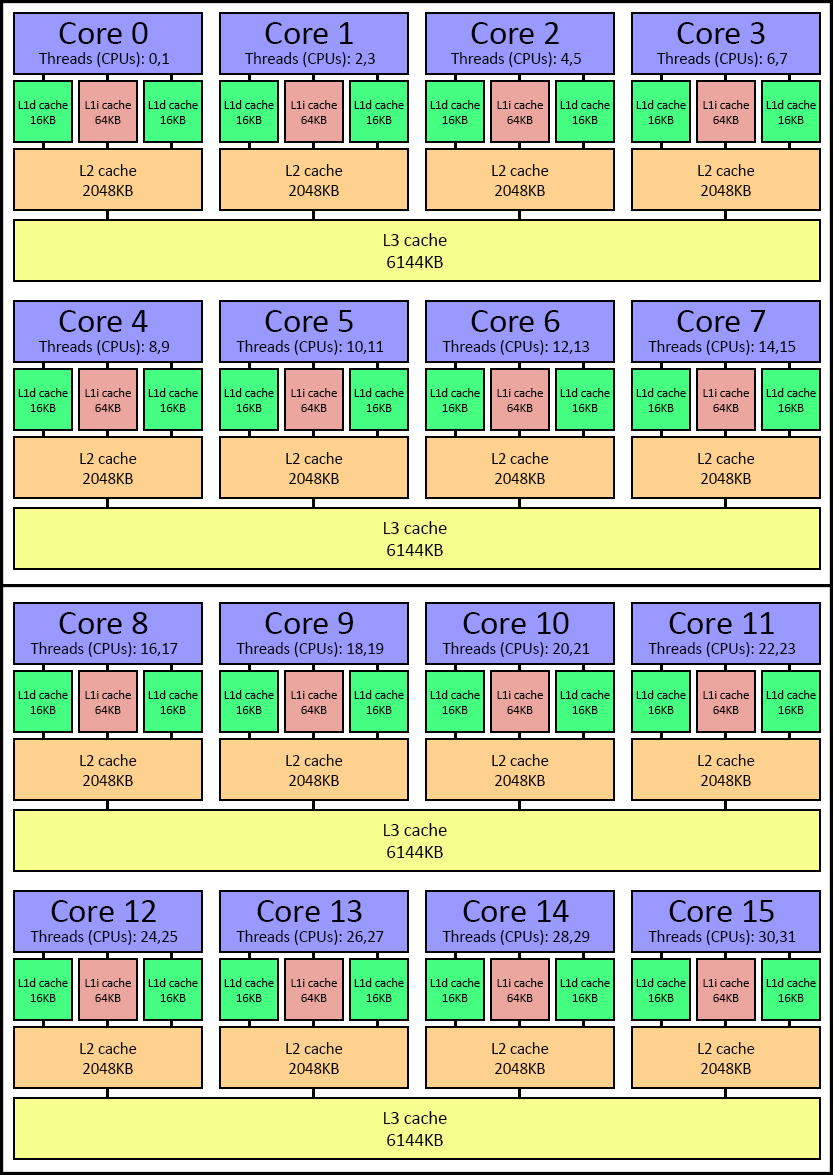 Core 0
Threads (CPUs): 0,1
L1d cache
16KB
L1i cache
64KB
L1d cache
16KB
L2 cache
2048KB
Core 1
Threads (CPUs): 2,3
L1d cache
16KB
L1i cache
64KB
L1d cache
16KB
L2 cache
2048KB
Core 2
Threads (CPUs): 4,5
L1d cache
16KB
L1i cache
64KB
L1d cache
16KB
L2 cache
2048KB
Core 3
Threads (CPUs): 6,7
L1d cache
16KB
L1i cache
64KB
L1d cache
16KB
L2 cache
2048KB
L3 cache
6144KB
Core 4
Threads (CPUs): 8,9
L1d cache
16KB
L1i cache
64KB
L1d cache
16KB
L2 cache
2048KB
Core 5
Threads (CPUs): 10,11
L1d cache
16KB
L1i cache
64KB
L1d cache
16KB
L2 cache
2048KB
Core 6
Threads (CPUs): 12,13
L1d cache
16KB
L1i cache
64KB
L1d cache
16KB
L2 cache
2048KB
Core 7
Threads (CPUs): 14,15
L1d cache
16KB
L1i cache
64KB
L1d cache
16KB
L2 cache
2048KB
L3 cache
6144KB
Core 8
Threads (CPUs): 16,17
L1d cache
16KB
L1i cache
64KB
L1d cache
16KB
L2 cache
2048KB
Core 9
Threads (CPUs): 18,19
L1d cache
16KB
L1i cache
64KB
L1d cache
16KB
L2 cache
2048KB
Core 10
Threads (CPUs): 20,21
L1d cache
16KB
L1i cache
64KB
L1d cache
16KB
L2 cache
2048KB
Core 11
Threads (CPUs): 22,23
L1d cache
16KB
L1i cache
64KB
L1d cache
16KB
L2 cache
2048KB
L3 cache
6144KB
Core 12
Threads (CPUs): 24,25
L1d cache
16KB
L1i cache
64KB
L1d cache
16KB
L2 cache
2048KB
Core 13
Threads (CPUs): 26,27
L1d cache
16KB
L1i cache
64KB
L1d cache
16KB
L2 cache
2048KB
Core 14
Threads (CPUs): 28,29
L1d cache
16KB
L1i cache
64KB
L1d cache
16KB
L2 cache
2048KB
Core 15
Threads (CPUs): 30,31
L1d cache
16KB
L1i cache
64KB
L1d cache
16KB
L2 cache
2048KB
L3 cache
6144KB